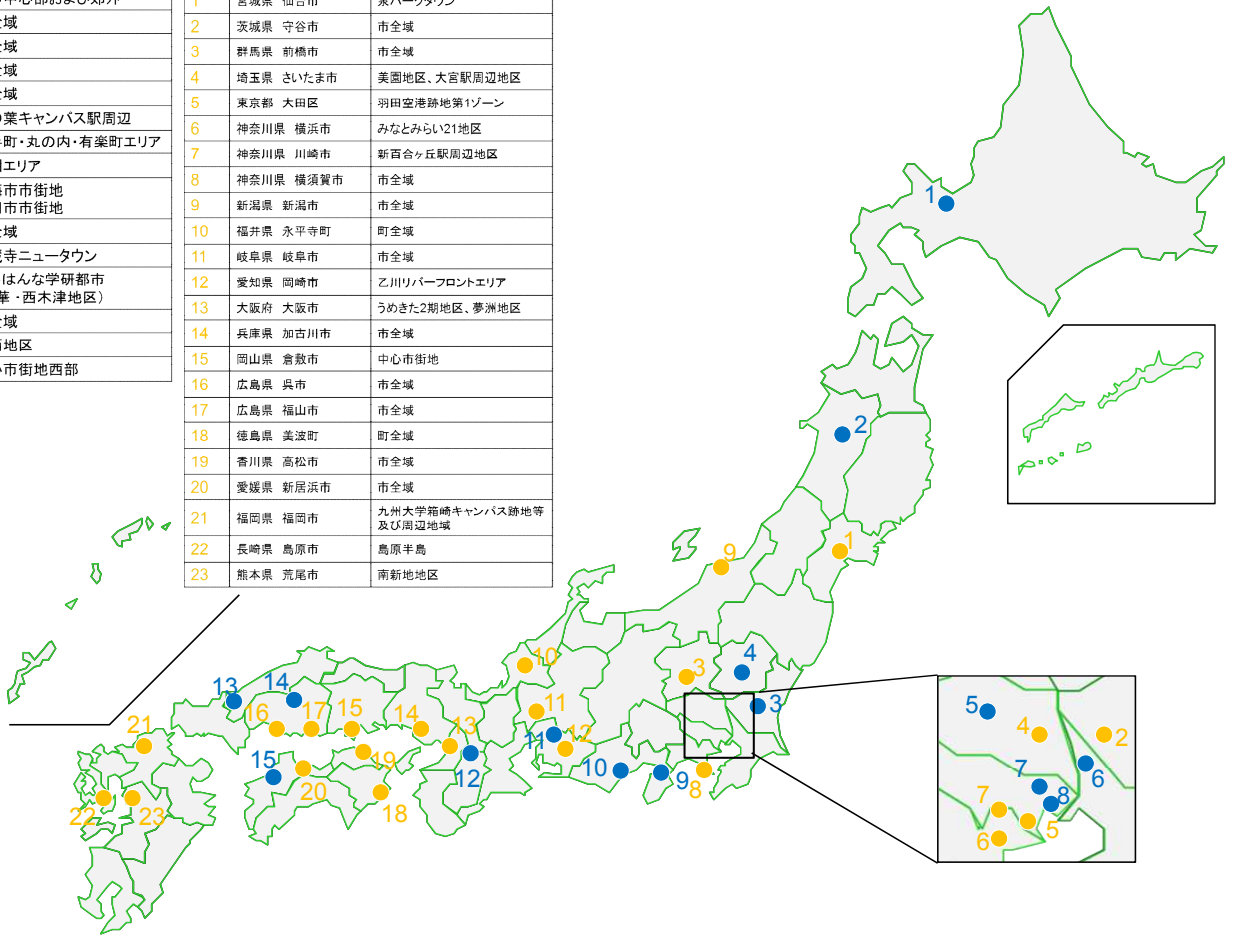 全域
全域
全域
全域
葉キャンパス駅周辺
町・丸の内・有楽町エリア
エリア
市市街地
市市街地
全域
寺ニュータウン
はんな学研都市
華・西木津地区）
全域
地区
市街地西部
1 宮城県 仙台市 泉パークタウン
2 茨城県 守谷市 市全域
3 群馬県 前橋市 市全域
4 埼玉県 さいたま市 美園地区、大宮駅周辺地区
5 東京都 大田区 羽田空港跡地第1ゾーン
6 神奈川県 横浜市 みなとみらい21地区
7 神奈川県 川崎市 新百合ヶ丘駅周辺地区
8 神奈川県 横須賀市 市全域
9 新潟県 新潟市 市全域
10 福井県 永平寺町 町全域
11 岐阜県 岐阜市 市全域
12 愛知県 岡崎市 乙川リバーフロントエリア
13 大阪府 大阪市 うめきた2期地区、夢洲地区
14 兵庫県 加古川市 市全域
15 岡山県 倉敷市 中心市街地
16 広島県 呉市 市全域
17 広島県 福山市 市全域
18 徳島県 美波町 町全域
19 香川県 高松市 市全域
20 愛媛県 新居浜市 市全域
21 福岡県 福岡市 九州大学箱崎キャンパス跡地等
及び周辺地域
22 長崎県 島原市 島原半島
23 熊本県 荒尾市 南新地地区
1
2
1
9
4
3
3
10
11
11
12
10
9
8
13
14
16
17
15
14
13
12
15
20
19
18
21
22
23
5
4
2
6
7
8
7
5
6